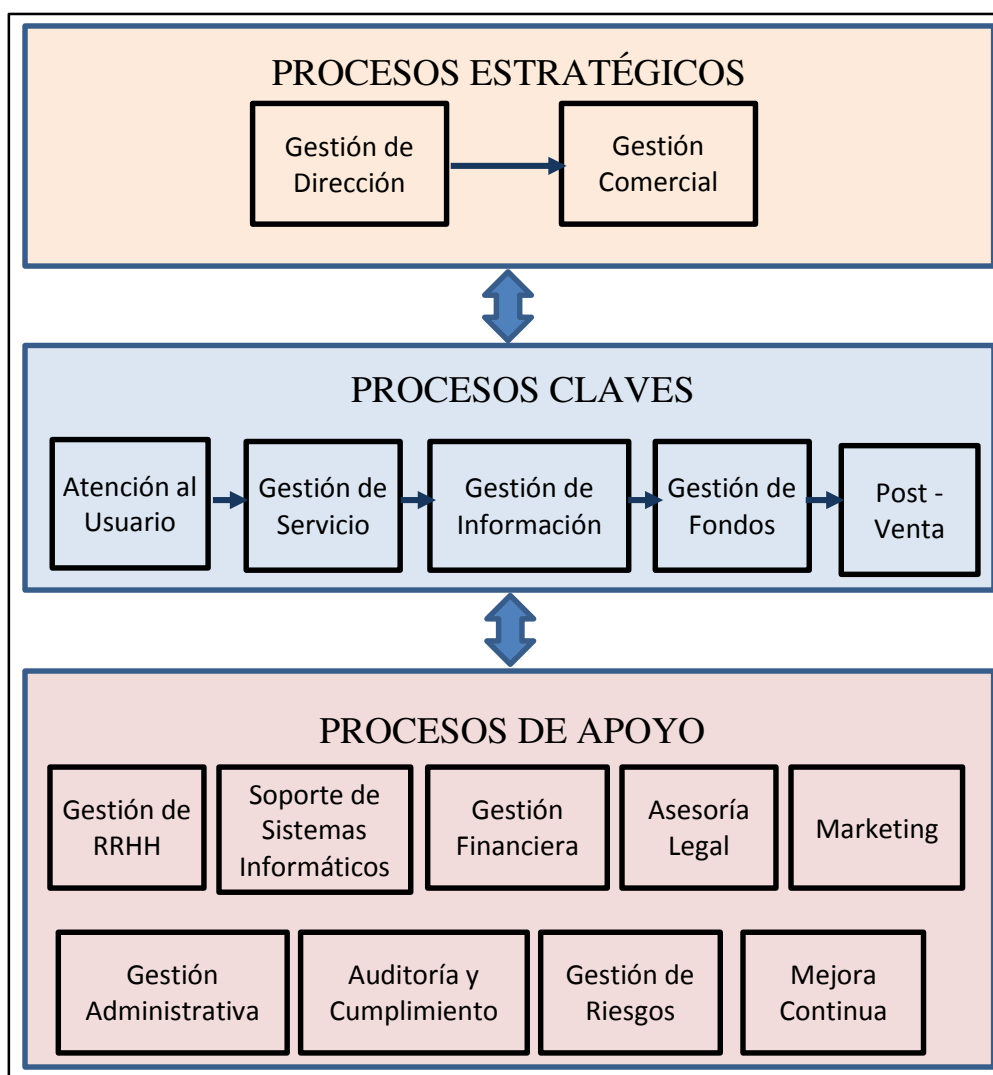 PROCESOS ESTRATÉGICOS
Gestión de
Dirección
Gestión
Comercial
PROCESOS CLAVES
Atención al
Usuario
Gestión de
Servicio
Gestión de
Información
Gestión de
Fondos
Post -
Venta
PROCESOS DE APOYO
Gestión de
RRHH
Soporte de
Sistemas
Informáticos
Gestión
Financiera
Asesoría
Legal
Marketing
Gestión
Administrativa
Auditoría y
Cumplimiento
Gestión de
Riesgos
Mejora
Continua